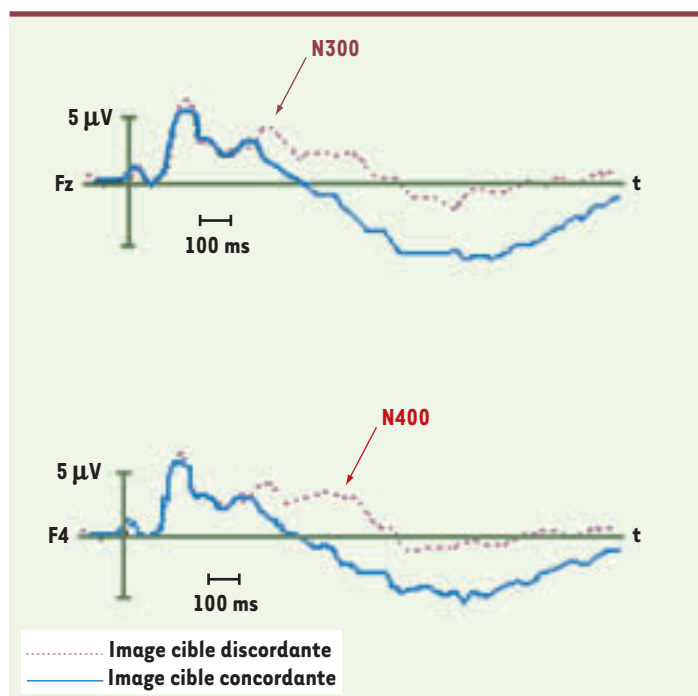 N300
5 µV
Fz
t
100 ms
N400
5 µV
F4
t
100 ms
Image cible discordante
Image cible concordante